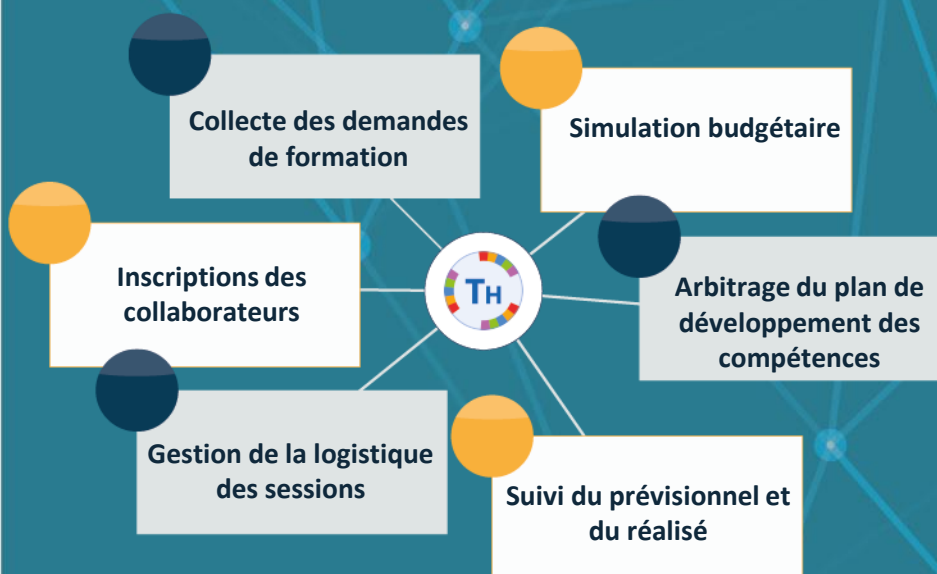 Collecte des demandes
de formation
Simulation budgétaire
Inscriptions des
collaborateurs
TH
Arbitrage du plan de
développement des
compétences
Gestion de la logistique
des sessions
Suivi du prévisionnel et
du réalisé